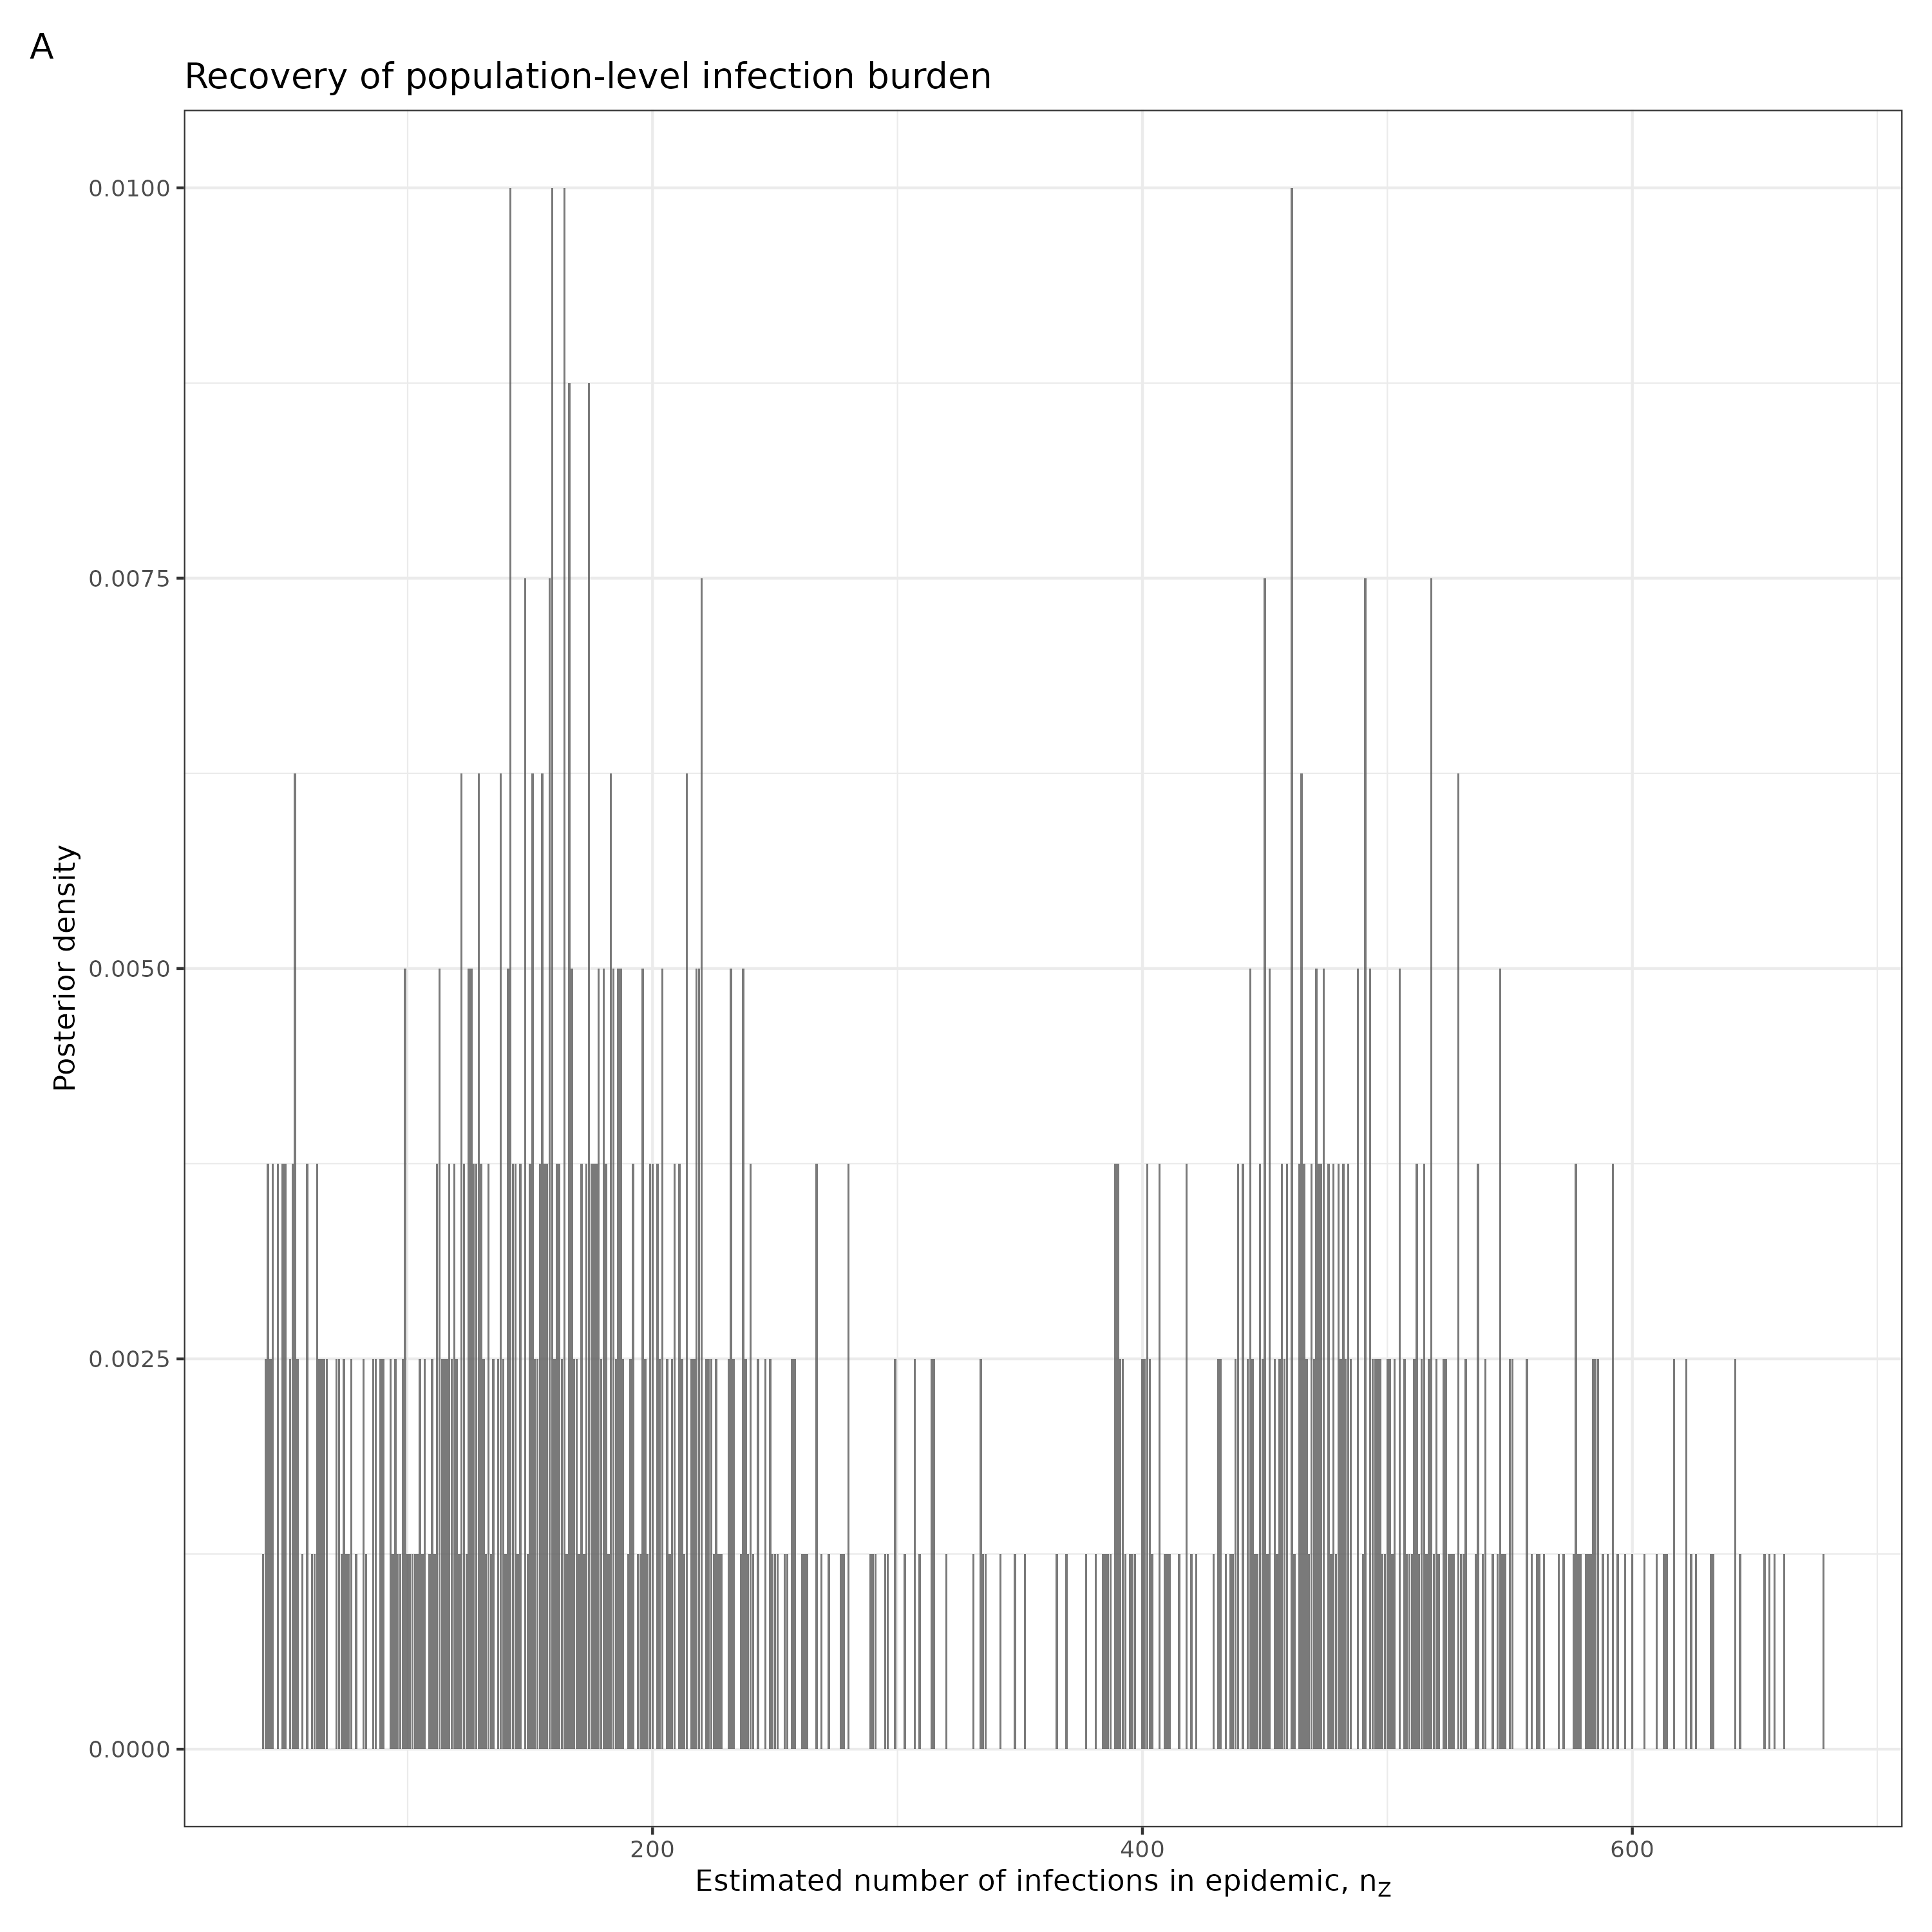 A
Recovery of population-level infection burden
Posterior density
0.0100
0.0075
0.0050
0.0025
0.0000
200 400 600
Estimated number of infections in epidemic, nZ